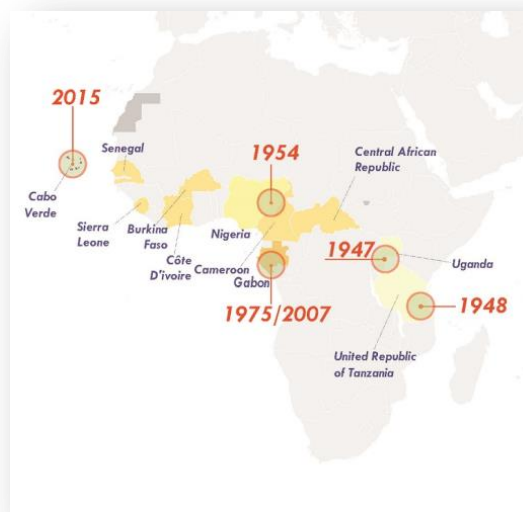 2015
Senegal
1954
Central African
Republic
Cabo
Verde
Sierra
Leone
Burkina
Faso
Côte
D'ivoire
Nigeria
Cameroon
Gabon
1947
Uganda
1975/2007
1948
United Republic
of Tanzania